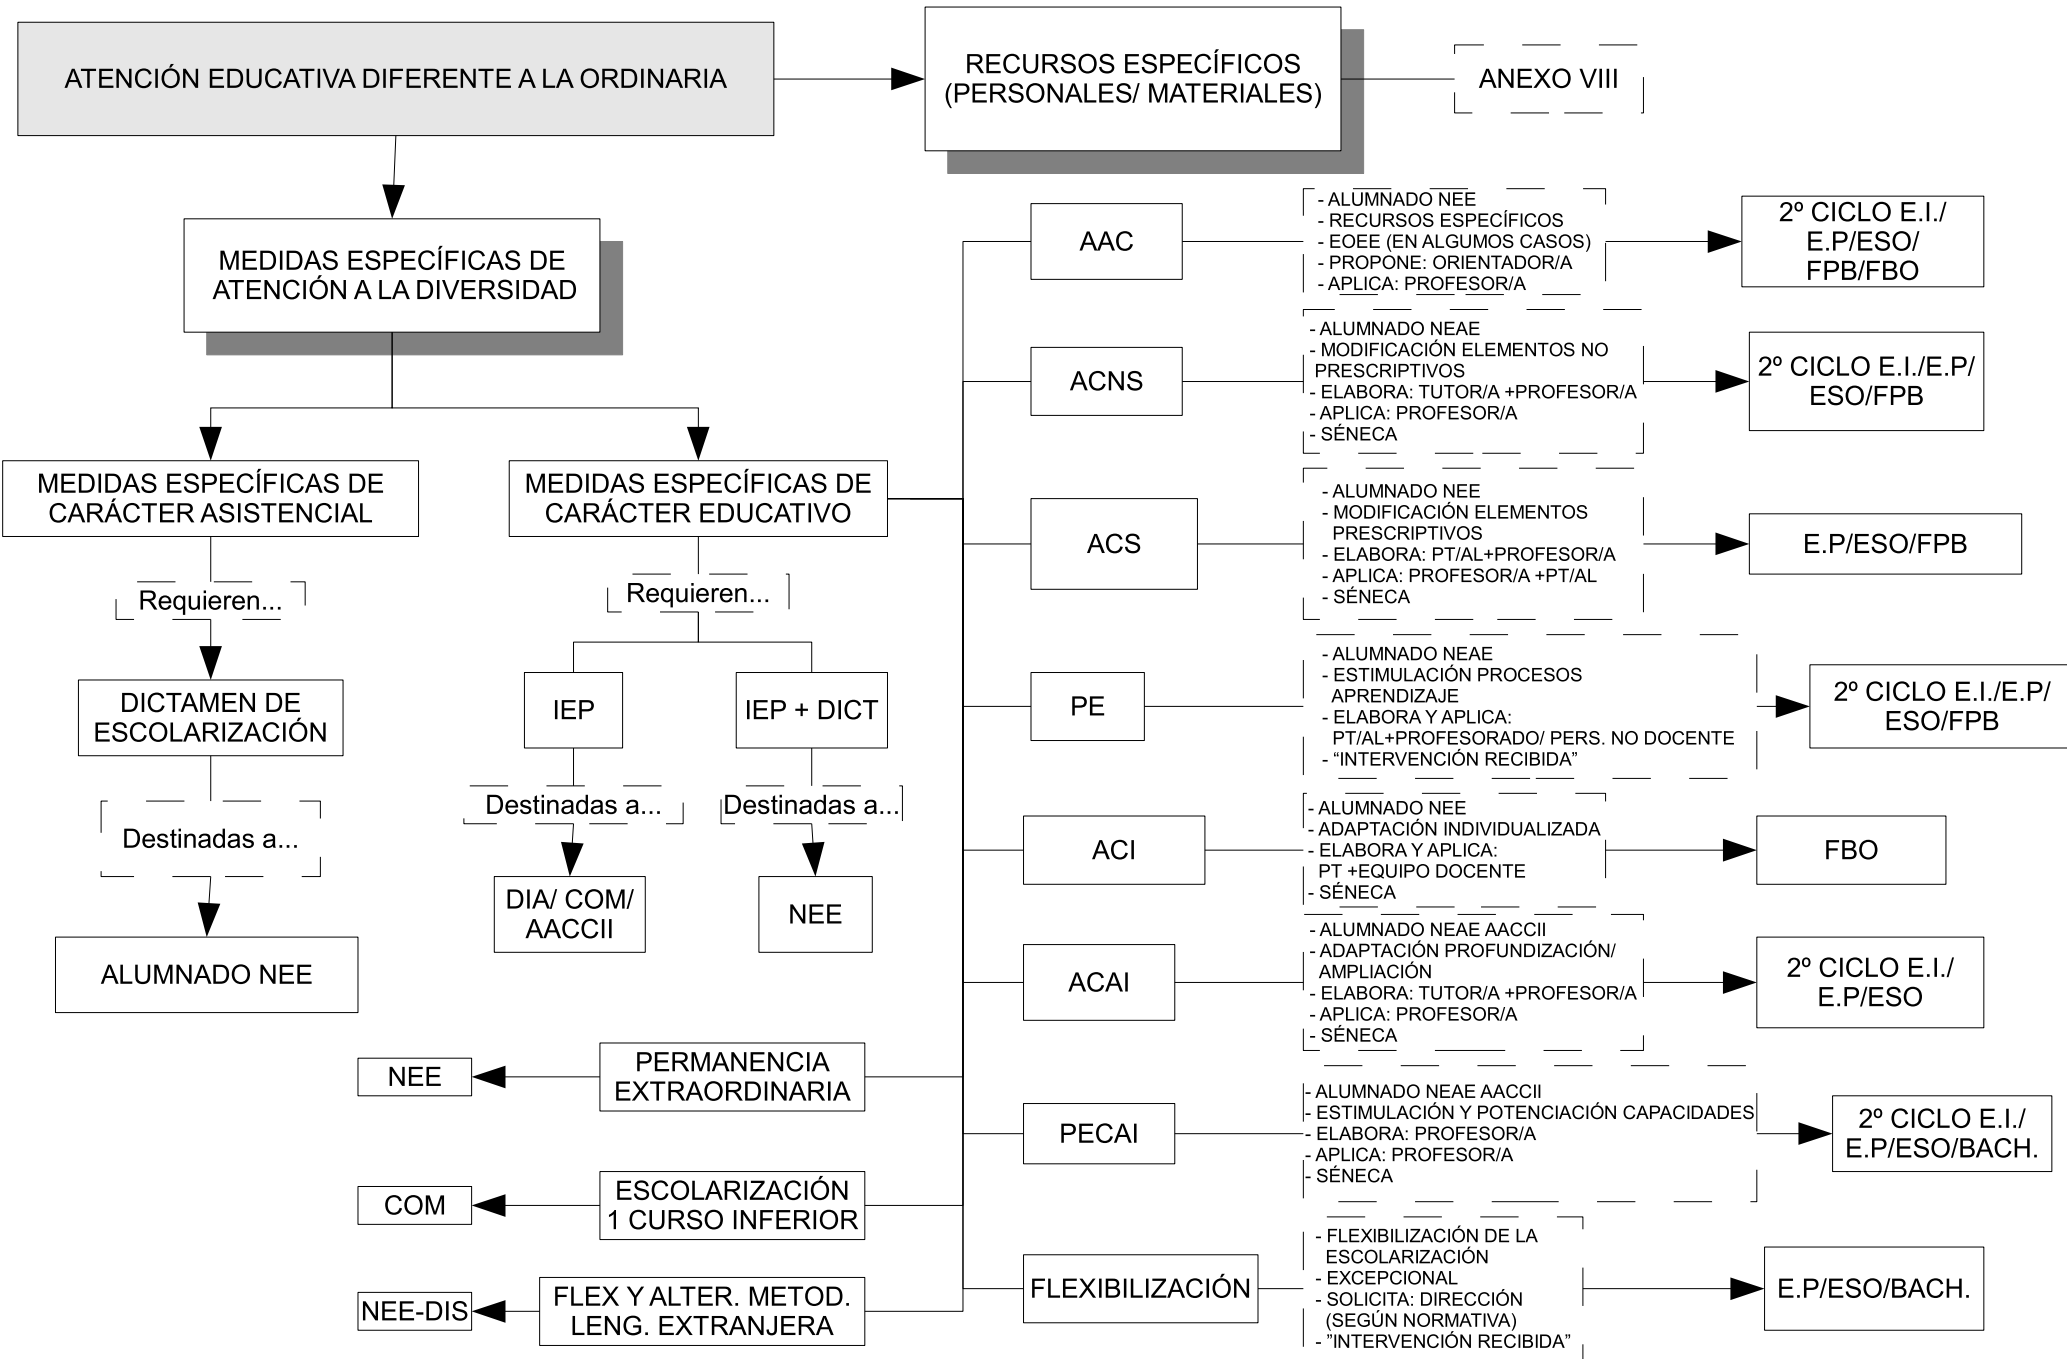 ATENCIÓN EDUCATIVA DIFERENTE A LA ORDINARIA
RECURSOS ESPECÍFICOS
(PERSONALES/ MATERIALES)
ANEXO VIII
MEDIDAS ESPECÍFICAS DE
ATENCIÓN A LA DIVERSIDAD
MEDIDAS ESPECÍFICAS DE
CARÁCTER ASISTENCIAL
Requieren...
DICTAMEN DE
ESCOLARIZACIÓN
Destinadas a...
ALUMNADO NEE
MEDIDAS ESPECÍFICAS DE
CARÁCTER EDUCATIVO
Requieren...
IEP
Destinadas a...
DIA/ COM/
AACCII
IEP + DICT
Destinadas a...
NEE
AAC
- ALUMNADO NEE
- RECURSOS ESPECÍFICOS
- EOEE (EN ALGUMOS CASOS)
- PROPONE: ORIENTADOR/A
- APLICA: PROFESOR/A
2º CICLO E.I./
E.P/ESO/
FPB/FBO
ACNS
- ALUMNADO NEAE
- MODIFICACIÓN ELEMENTOS NO
PRESCRIPTIVOS
- ELABORA: TUTOR/A +PROFESOR/A
- APLICA: PROFESOR/A
- SÉNECA
2º CICLO E.I./E.P/
ESO/FPB
ACS
- ALUMNADO NEE
- MODIFICACIÓN ELEMENTOS
PRESCRIPTIVOS
- ELABORA: PT/AL+PROFESOR/A
- APLICA: PROFESOR/A +PT/AL
- SÉNECA
E.P/ESO/FPB
PE
- ALUMNADO NEAE
- ESTIMULACIÓN PROCESOS
APRENDIZAJE
- ELABORA Y APLICA:
PT/AL+PROFESORADO/ PERS. NO DOCENTE
- “INTERVENCIÓN RECIBIDA”
2º CICLO E.I./E.P/
ESO/FPB
ACI
- ALUMNADO NEE
- ADAPTACIÓN INDIVIDUALIZADA
- ELABORA Y APLICA:
PT +EQUIPO DOCENTE
- SÉNECA
FBO
ACAI
- ALUMNADO NEAE AACCII
- ADAPTACIÓN PROFUNDIZACIÓN/
AMPLIACIÓN
- ELABORA: TUTOR/A +PROFESOR/A
- APLICA: PROFESOR/A
- SÉNECA
2º CICLO E.I./
E.P/ESO
PECAI
- ALUMNADO NEAE AACCII
- ESTIMULACIÓN Y POTENCIACIÓN CAPACIDADES
- ELABORA: PROFESOR/A
- APLICA: PROFESOR/A
- SÉNECA
2º CICLO E.I./
E.P/ESO/BACH.
FLEXIBILIZACIÓN
- FLEXIBILIZACIÓN DE LA
ESCOLARIZACIÓN
- EXCEPCIONAL
- SOLICITA: DIRECCIÓN
(SEGÚN NORMATIVA)
- ”INTERVENCIÓN RECIBIDA”
E.P/ESO/BACH.
PERMANENCIA
EXTRAORDINARIA
NEE
ESCOLARIZACIÓN
1 CURSO INFERIOR
COM
FLEX Y ALTER. METOD.
LENG. EXTRANJERA
NEE-DIS